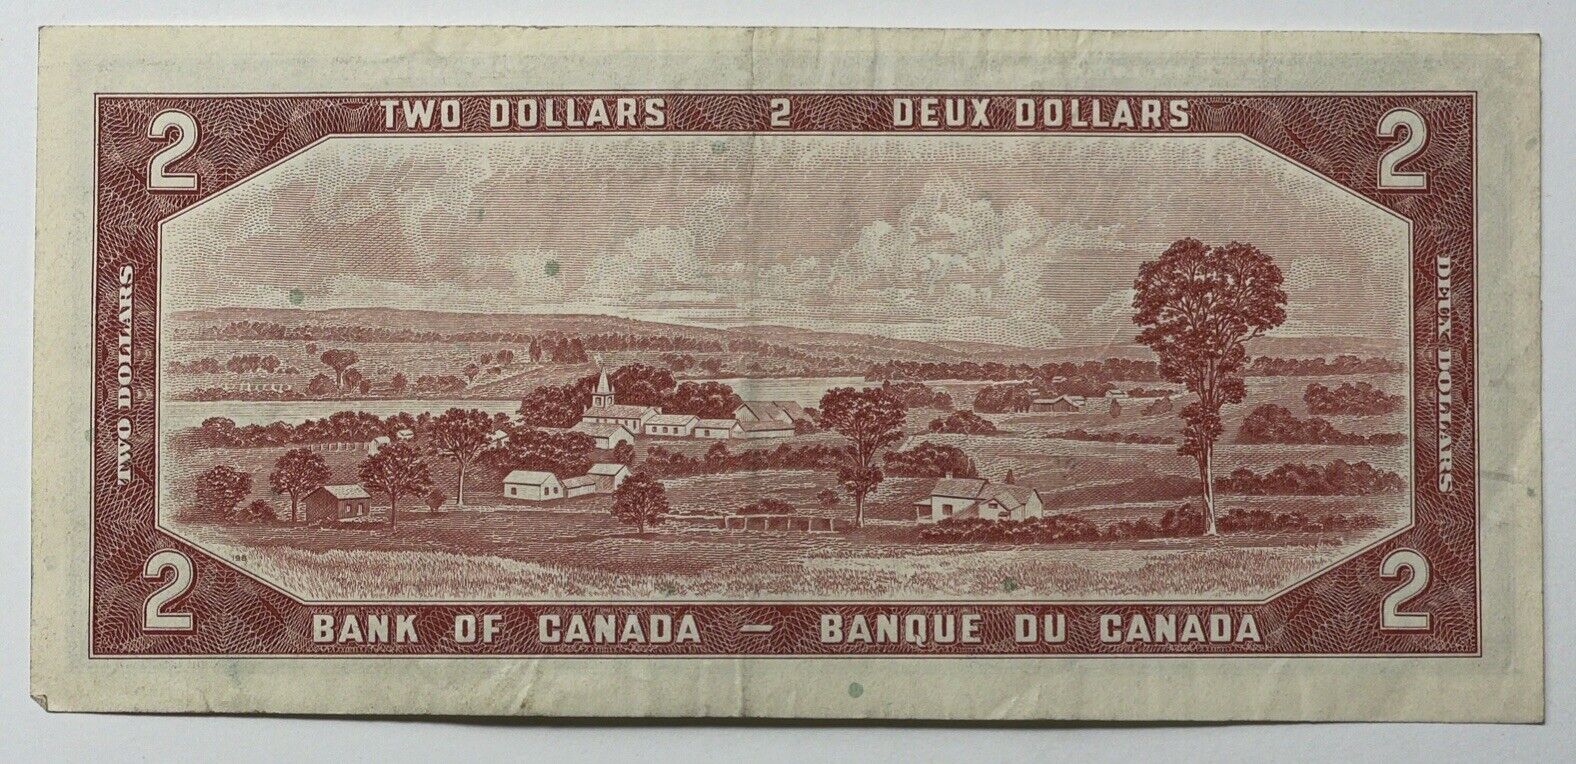 TWO DOLLARS 2 DEUX DOLLARS
2 2
TWO DOLLARS
DEUX DOLLARS
2 2
BANK OF CANADA – BANQUE DU CANADA